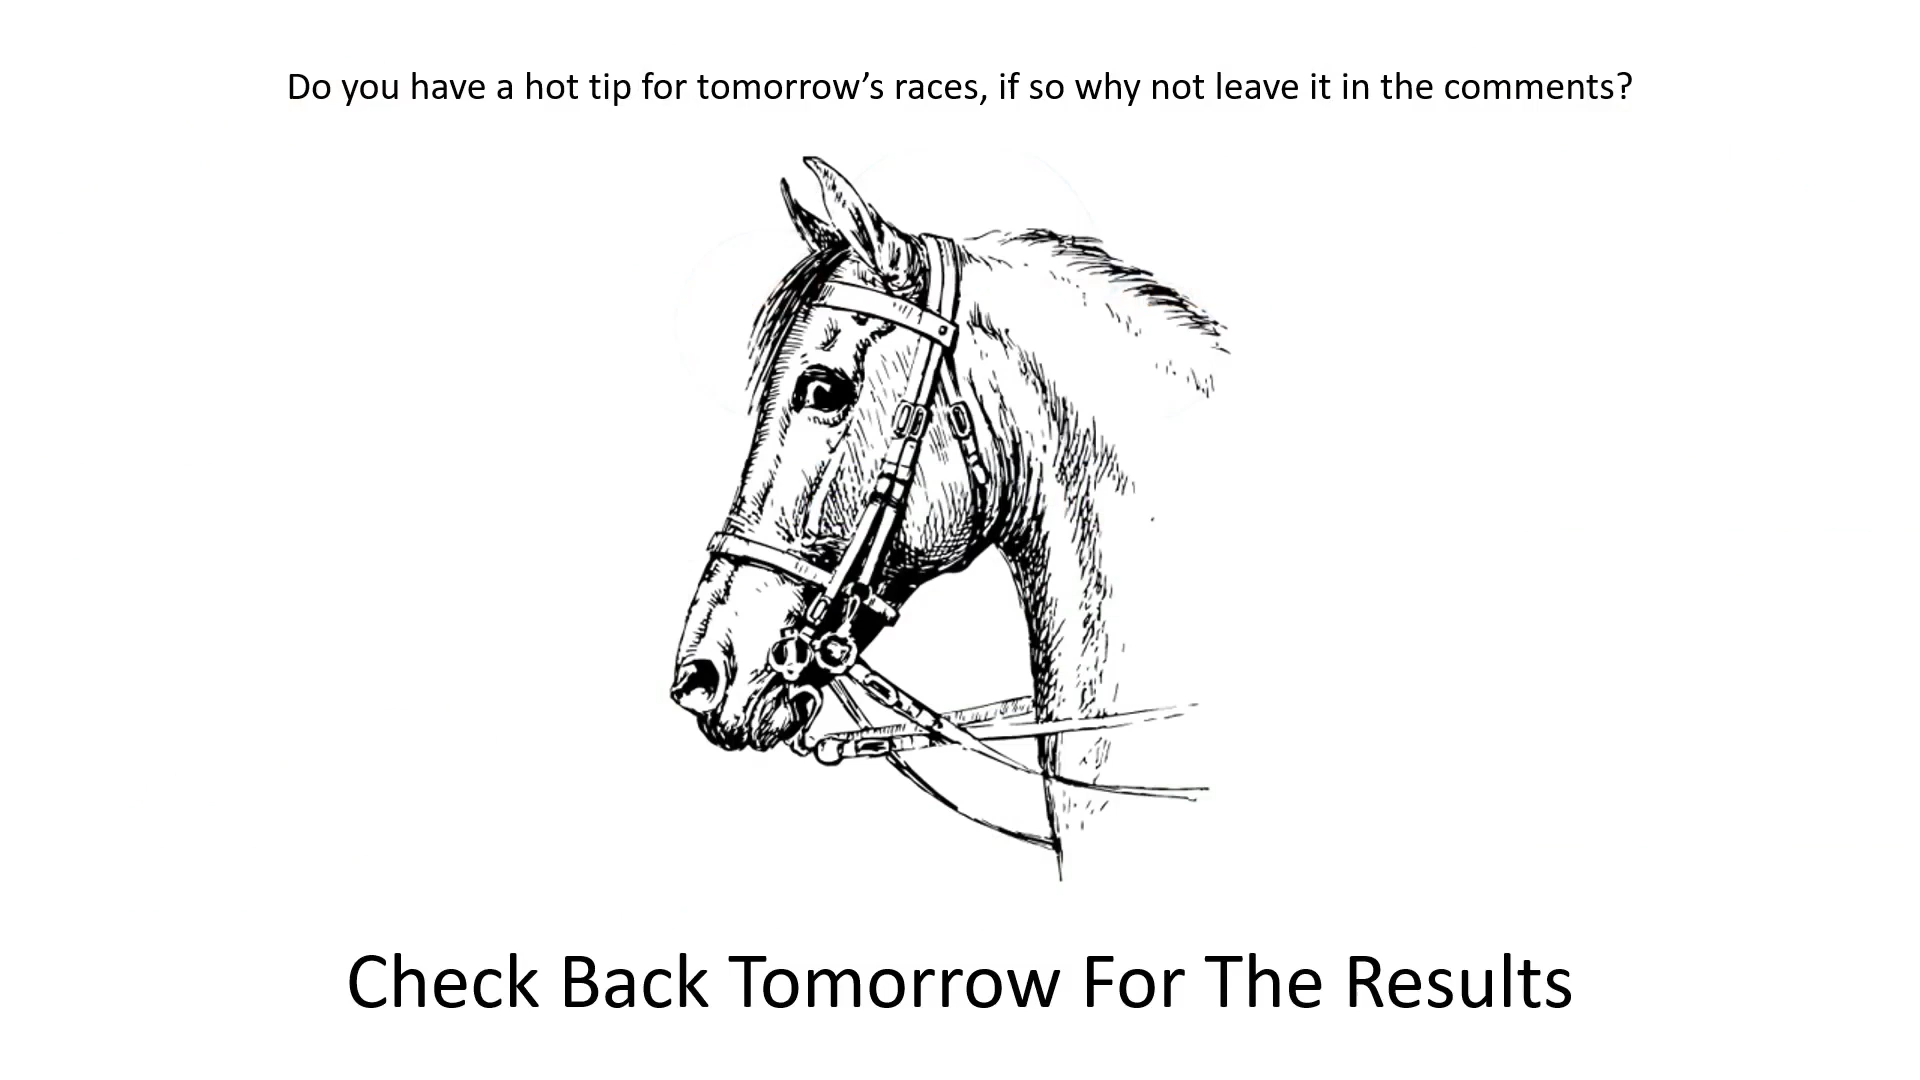 Do you have a hot tip for tomorrow’s races, if so why not leave it in the comments?
Check Back Tomorrow For The Results